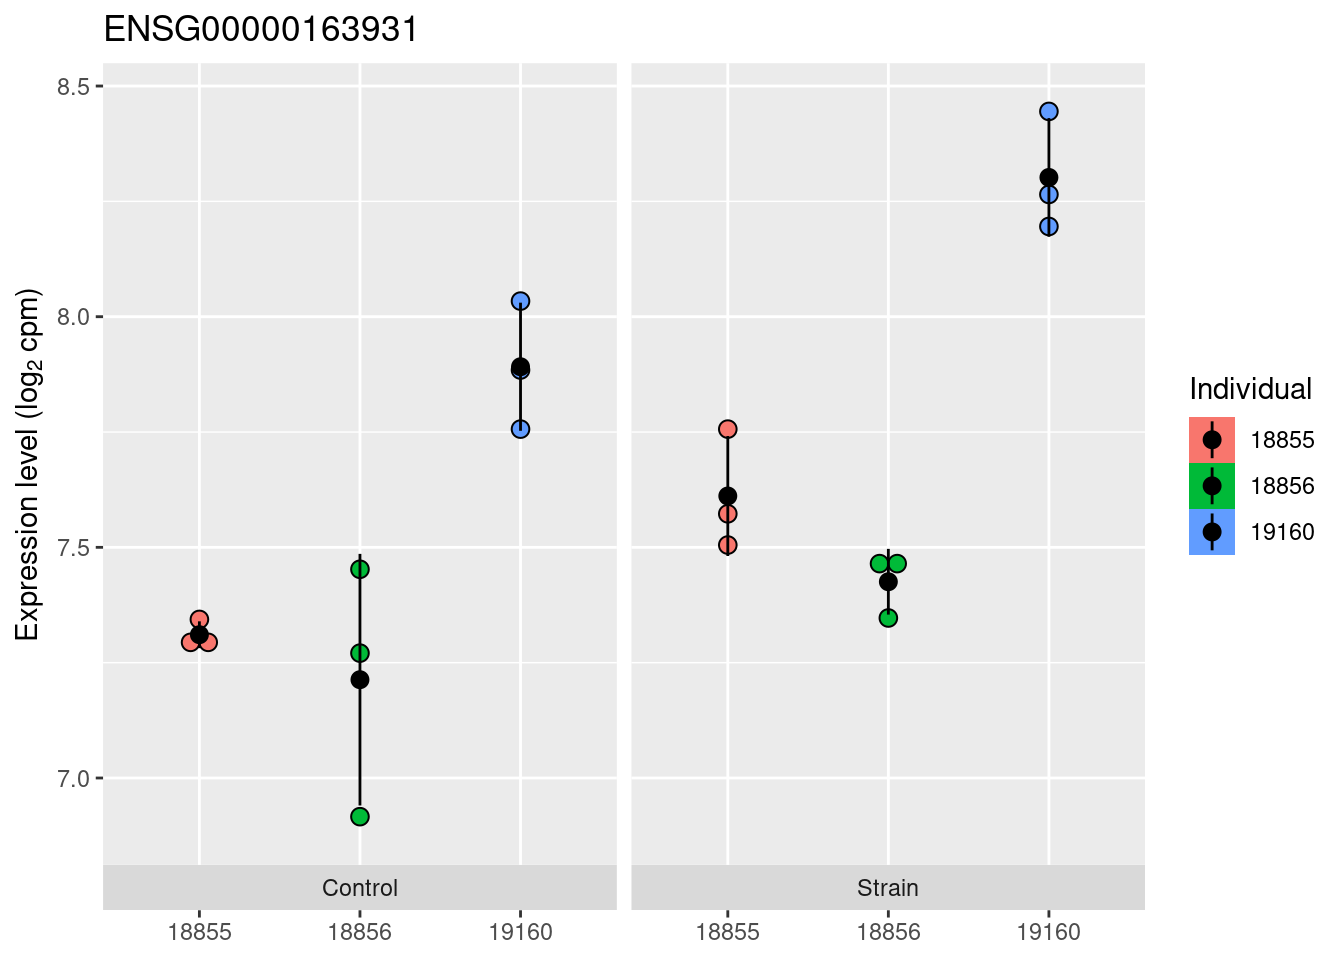 ENSG00000163931
Expression level (log₂ cpm)
8.5
8.0
7.5
7.0
Control
Strain
18855
18856
19160
18855
18856
19160
Individual
18855
18856
19160